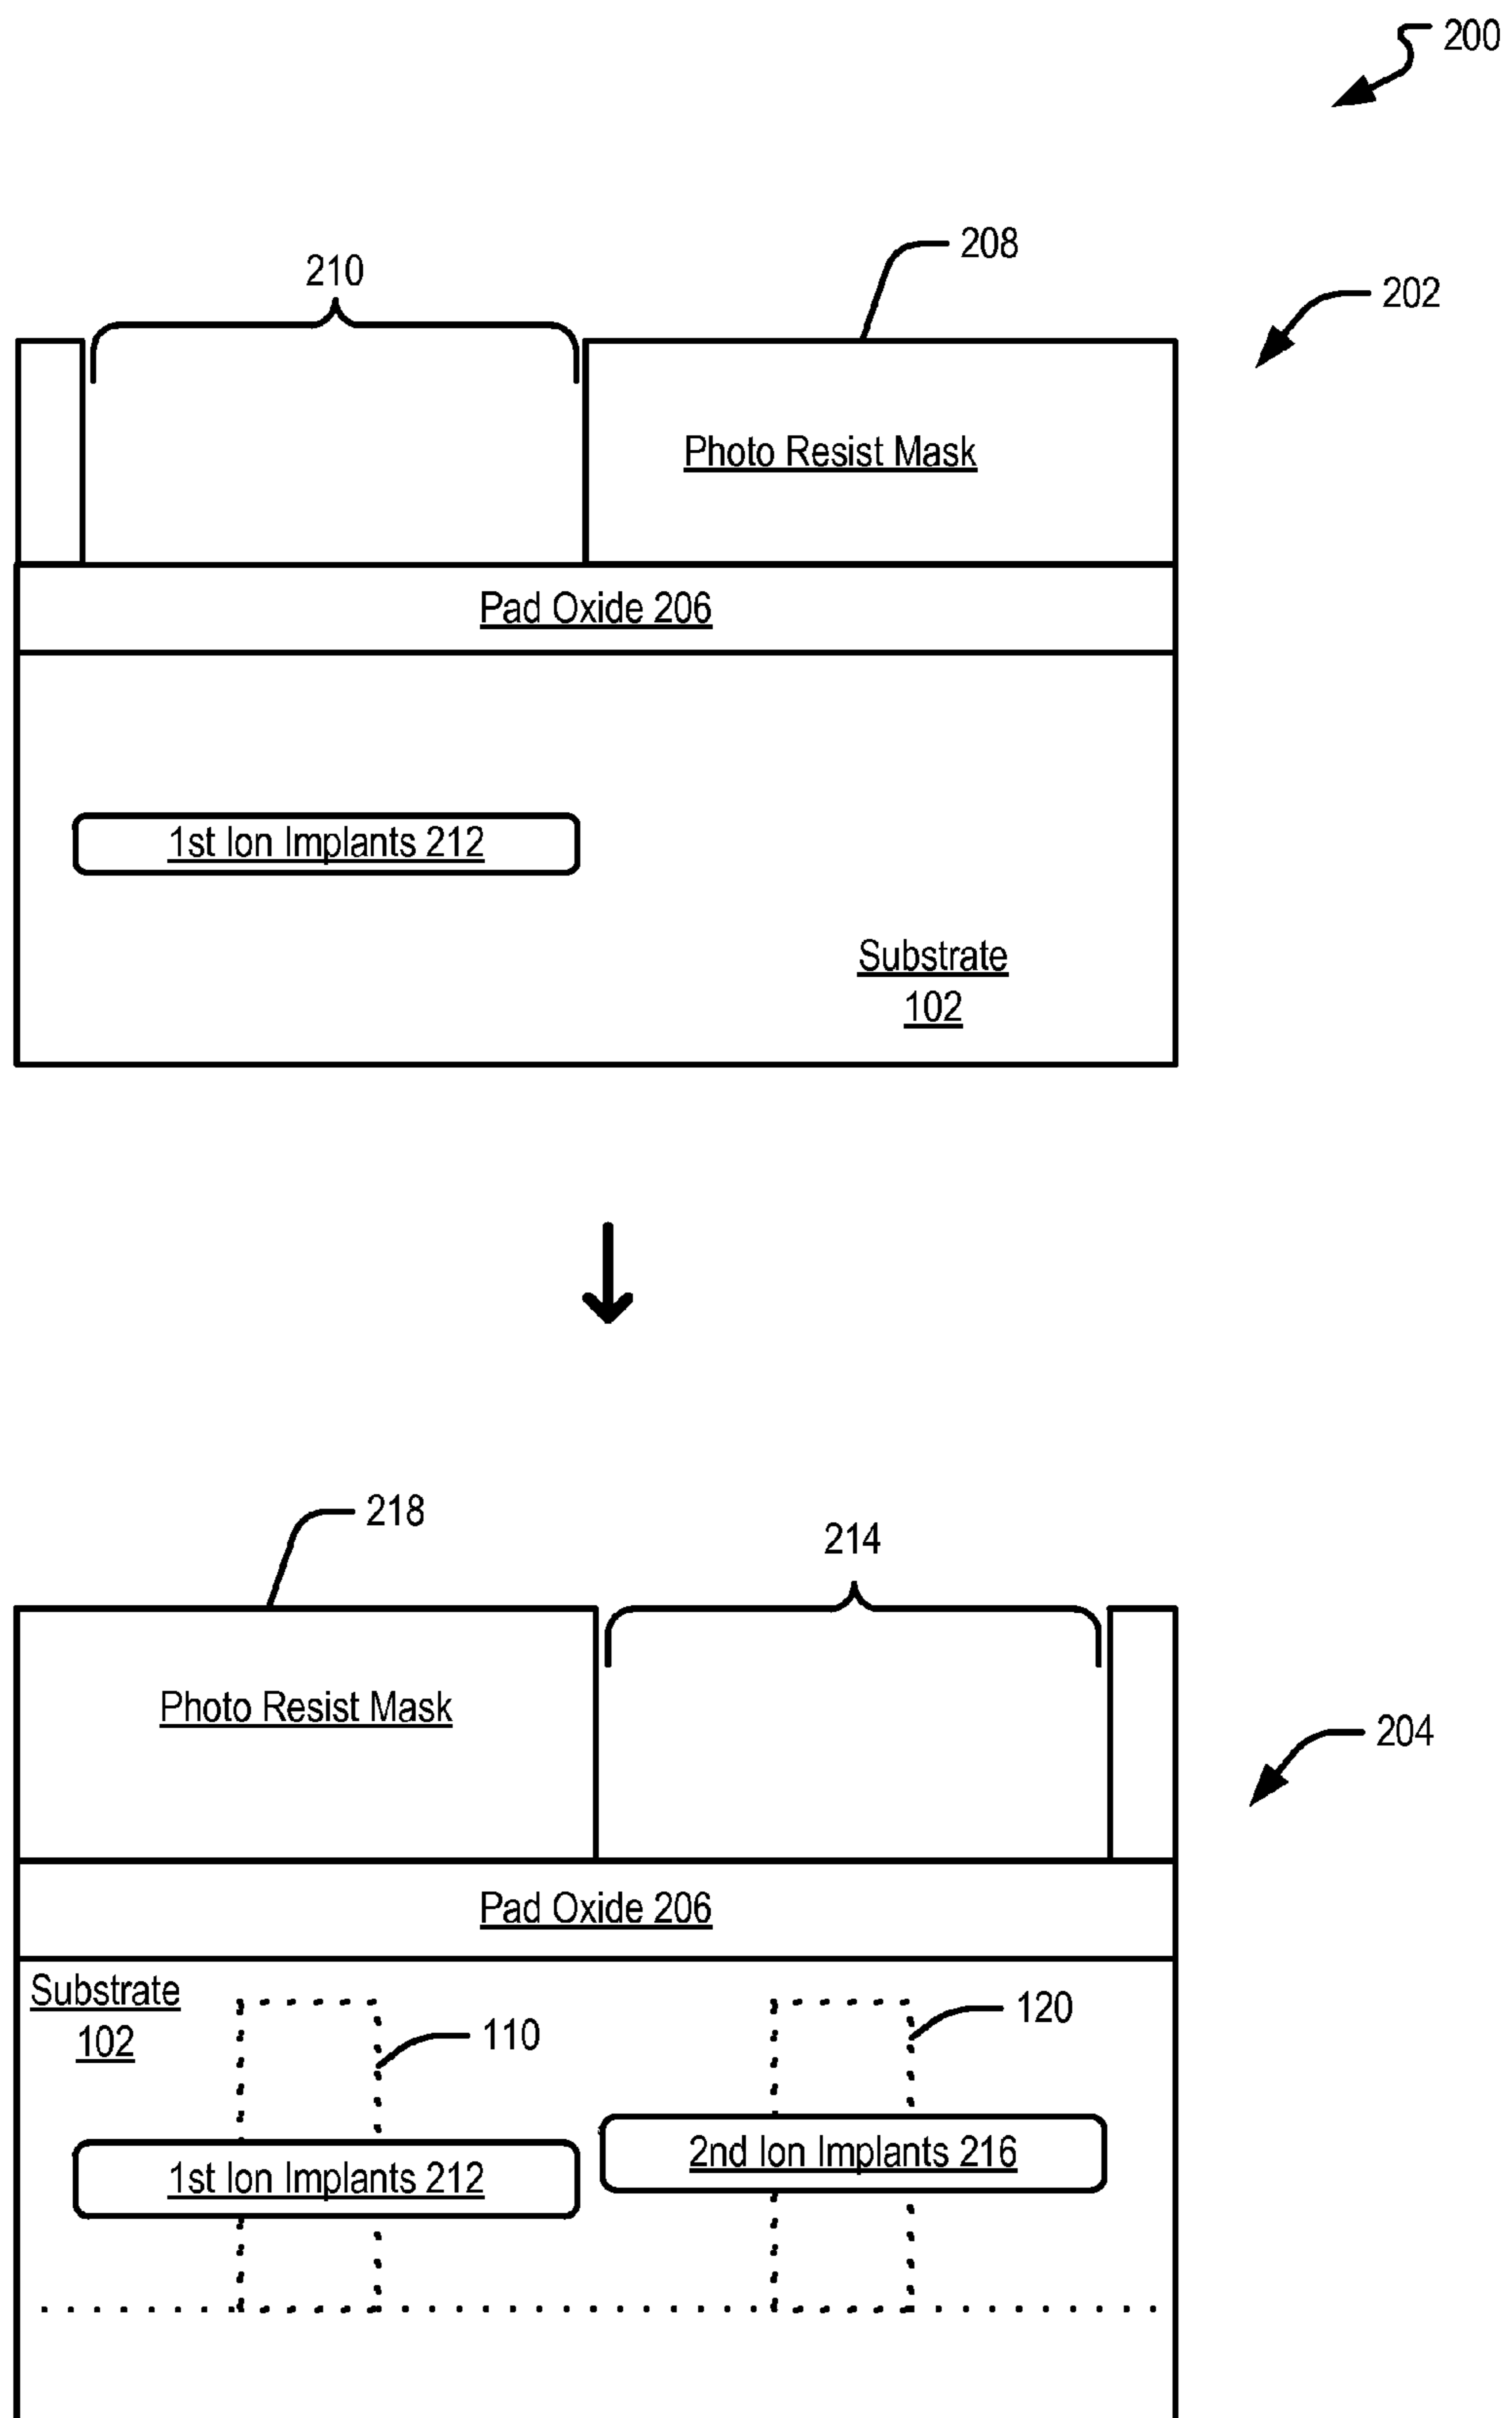 200
208
210
202
Photo Resist Mask
Pad Oxide 206
1st Ion Implants 212
Substrate
102
218
214
Photo Resist Mask
204
Pad Oxide 206
Substrate
102
120
110
2nd Ion Implants 216
1st Ion Implants 212